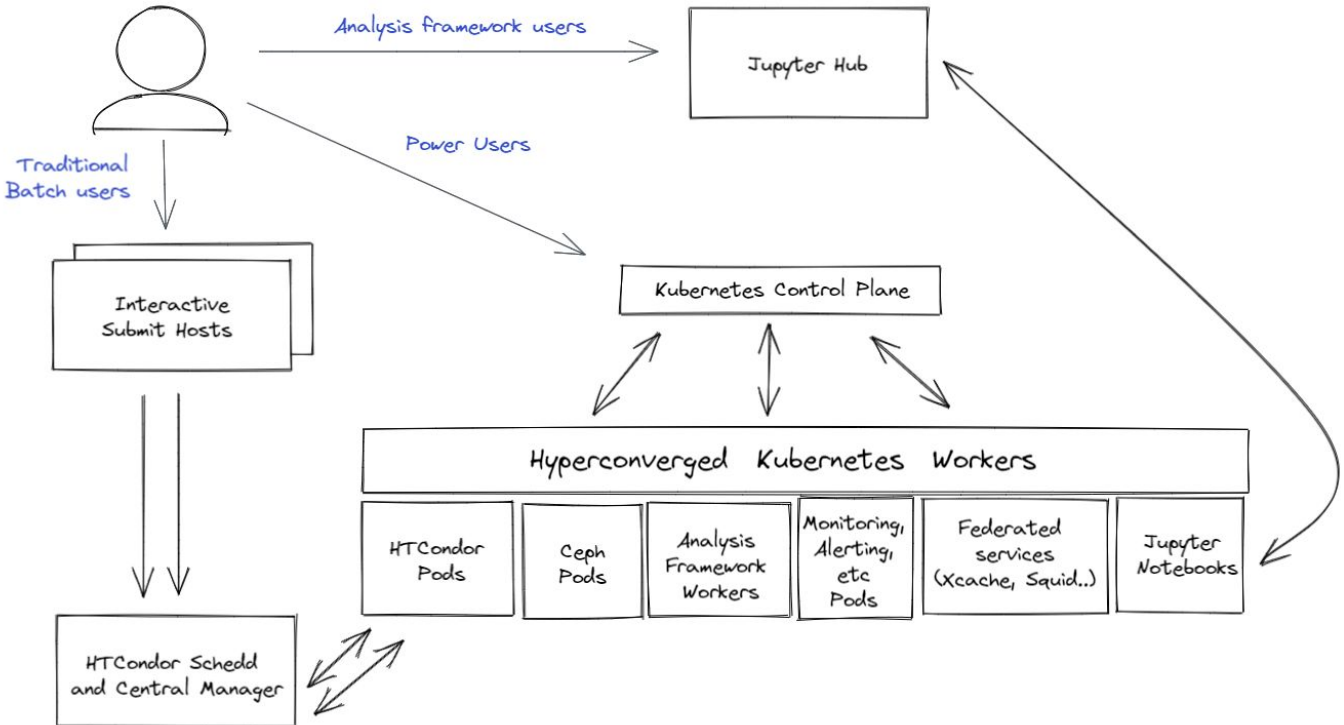 Analysis framework users
Jupyter Hub
Power Users
Traditional
Batch users
Interactive
Submit Hosts
Kubernetes Control Plane
Hyperconverged Kubernetes Workers
HTCondor
Pods
Ceph
Pods
Analysis
Framework
Workers
Monitoring,
Alerting,
etc
Pods
Federated
services
(Xcache, Squid..)
Jupyter
Notebooks
HTCondor Schedd
and Central Manager